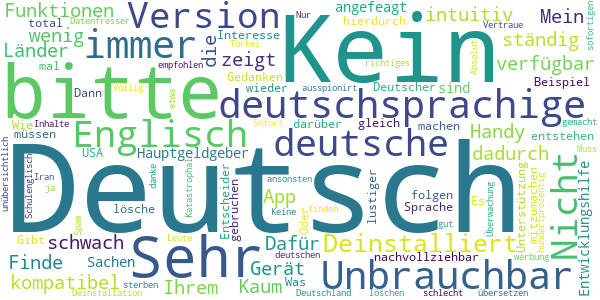 Funktionen
Datenfresser
total
wenig
Länder
mal
Dann
Version
immer
die
zeigt
Türkei
Interesse
empfohlen
Gedanken
Kein
angefeagt
hierdurch
intuitiv
ständig
Nur
Mein
Vertraue
sofortigen
verfügbar
Absolut
richtiges
bitte
Völlig
etwa
ausspioniert
wieder
Deutscher
sind
Beispiel
deutschsprachige
Wie
müssen
Englisch
darüber
gleich
machen
entstehen
gemacht
unübersichtlich
Inhalte
Schulenglisch
USA
Sofort
deutsche
Handy
dadurch
Muss
Iran
ja
Hauptgeldgeber
danke
Katastrophal
Entscheider
gebrauchen
ansonsten
lustiger
folgen
Sprache
Es
Überwachung
Unterstützung
mitzumachen
hundertprozentig
Entwicklungshilfe
Nicht
Deutsch
lösche
Spam
App
Keine
Oder
finden
gut
Gibt
schwach
Sehr
Dafür
Deinstalliert
Finde
Sachen
Leute
deutschen
nachvollziehbar
werbung
kompatibel
sterben
Ihrem
Kaum
Gerät
Was
Unbrauchbar
Deinstallation
Deutschland
löschen
schlecht
übersetzen